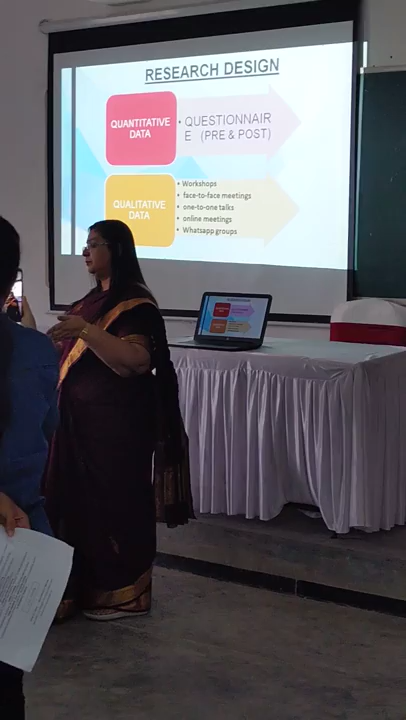 RESEARCH DESIGN
QUANTITATIVE
DATA
• QUESTIONNAIR
E (PRE & POST)
QUALITATIVE
DATA
• Workshops
• face-to-face meetings
• one-to-one talks
• online meetings
• Whatsapp groups